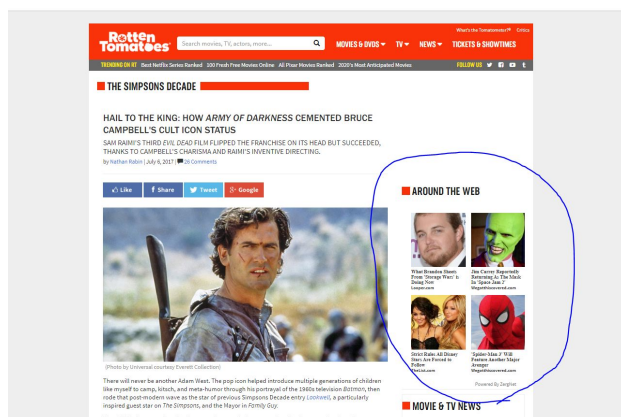 What's the Tomatometer®? Critics
Rotten Tomatoes
Search movies, TV, actors, more...
MOVIES & DVDS TV NEWS TICKETS & SHOWTIMES
TRENDING ON RT Best Netflix Series Ranked 100 Fresh Free Movies Online All Pixar Movies Ranked 2020's Most Anticipated Movies FOLLOW US
THE SIMPSONS DECADE
HAIL TO THE KING: HOW ARMY OF DARKNESS CEMENTED BRUCE
CAMPBELL'S CULT ICON STATUS
SAM RAIMI'S THIRD EVIL DEAD FILM FLIPPED THE FRANCHISE ON ITS HEAD BUT SUCCEEDED,
THANKS TO CAMPBELL'S CHARISMA AND RAIMI'S INVENTIVE DIRECTING.
by Nathan Rabin | July 6, 2017 | 26 Comments
Like
f Share
Tweet
g+ Google
(Photo by Universal courtesy Everett Collection)
There will never be another Adam West. The pop icon helped introduce multiple generations of children
like myself to camp, kitsch, and meta-humor through his portrayal of the 1960s television Batman, then
rode that post-modern wave as the star of previous Simpsons Decade entry Lookwell, a particularly
inspired guest star on The Simpsons, and the Mayor in Family Guy.
AROUND THE WEB
What Brandon Sheets
From 'Storage Wars' is
Doing Now
Looper.com
Jim Carrey Reportedly
Returning As The Mask
In 'Space Jam 2'
Wegotthiscovered.com
Strict Rules All Disney
Stars Are Forced to
Follow
TheList.com
'Spider-Man 3' Will
Feature Another Major
Avenger
Wegotthiscovered.com
Powered By ZergNet
MOVIE & TV NEWS